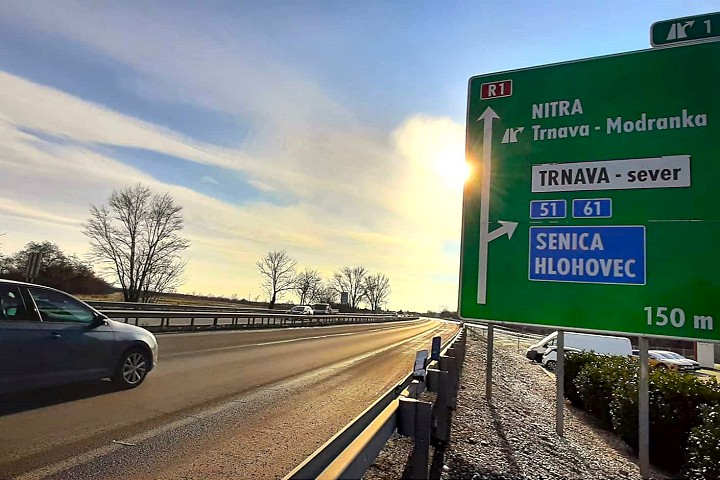 1
R1
NITRA
Trnava - Modranka
TRNAVA - sever
51 61
SENICA
HLOHOVEC
150 m